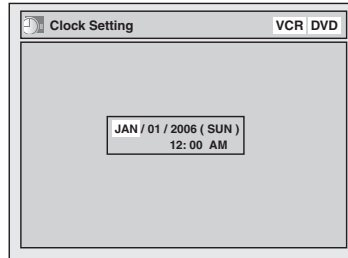 Clock Setting VCR DVD
JAN / 01 / 2006 ( SUN )
12: 00 AM